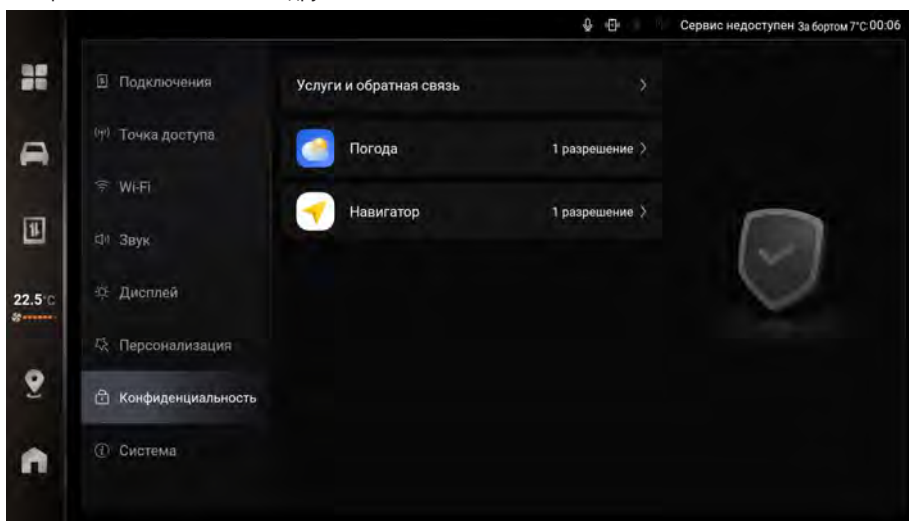 Сервис недоступен За бортом 7°C 00:06
Подключения
Точка доступа
Wi-Fi
Звук
22.5°C
Дисплей
Персонализация
Конфиденциальность
Система
Услуги и обратная связь
Погода 1 разрешение
Навигатор 1 разрешение